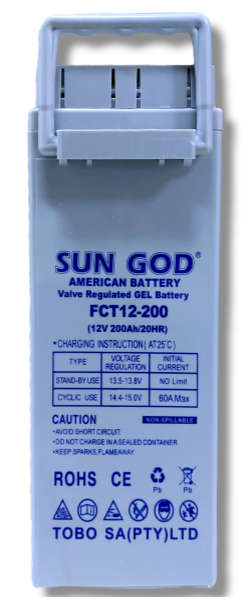 SUN GOD®
AMERICAN BATTERY
Valve Regulated GEL Battery
FCT12-200
(12V 200Ah/20HR)
• CHARGING INSTRUCTION (AT25℃)
TYPE VOLTAGE REGULATION INITIAL CURRENT
STAND-BY USE 13.5-13.8V NO Limit
CYCLIC USE 14.4-15.0V 60A Max
CAUTION NON SPILLABLE
•AVOID SHORT CIRCUIT
•DO NOT CHARGE IN A SEALED CONTAINER
•KEEP SPARKS,FLAMEAWAY
ROHS CE Pb Pb
TOBO SA(PTY)LTD